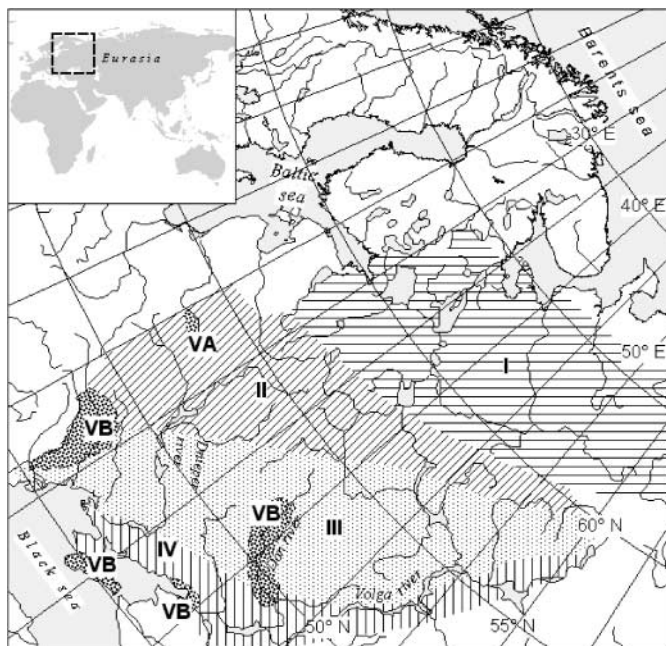 Eurasia
Barents sea
30° E
Baltic
sea
40° E
50° E
I
VA
II
VB
Dnieper
river
VB
river
III
60° N
IV
Black sea
VB
VB
Volga river
50° N
55° N